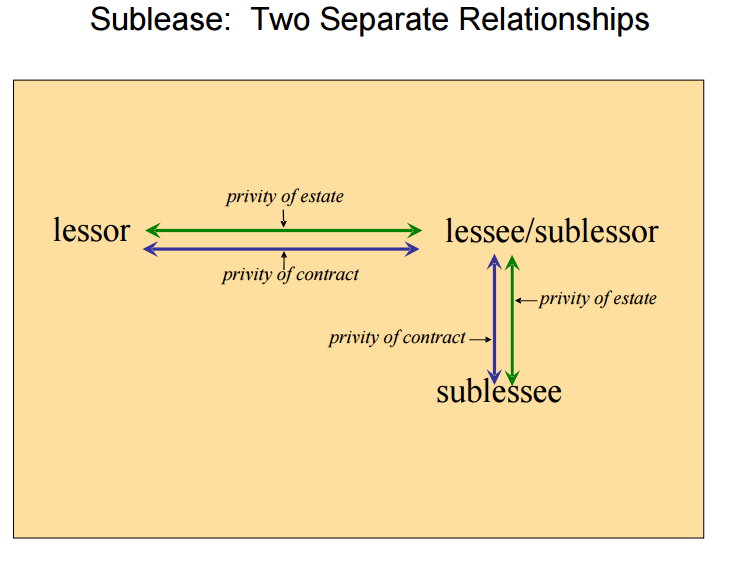 Sublease:  Two Separate Relationships
privity of estate
lessor
lessee/sublessor
privity of contract
privity of estate
privity of contract
sublessee